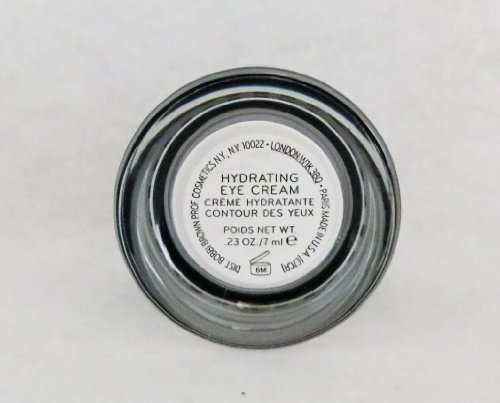 HYDRATING
EYE CREAM
CRÈME HYDRATANTE
CONTOUR DES YEUX
POIDS NET WT.
.23 OZ./7 ml ℮
6M
DIST. BOBBI BROWN PROF. COSMETICS N.Y., N.Y. 10022 • LONDON W1K 3BQ • PARIS MADE IN U.S.A. [ETCR]